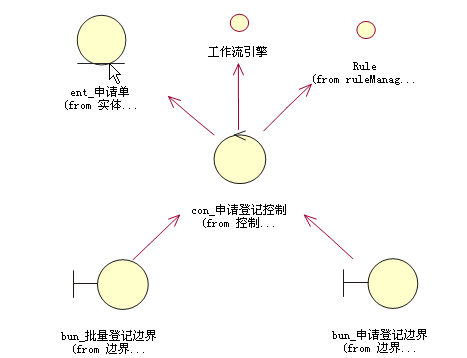 工作流引擎
Rule
(from ruleManag...
ent_申请单
(from 实体...
con_申请登记控制
(from 控制...
bun_批量登记边界
(from 边界...
bun_申请登记边界
(from 边界...